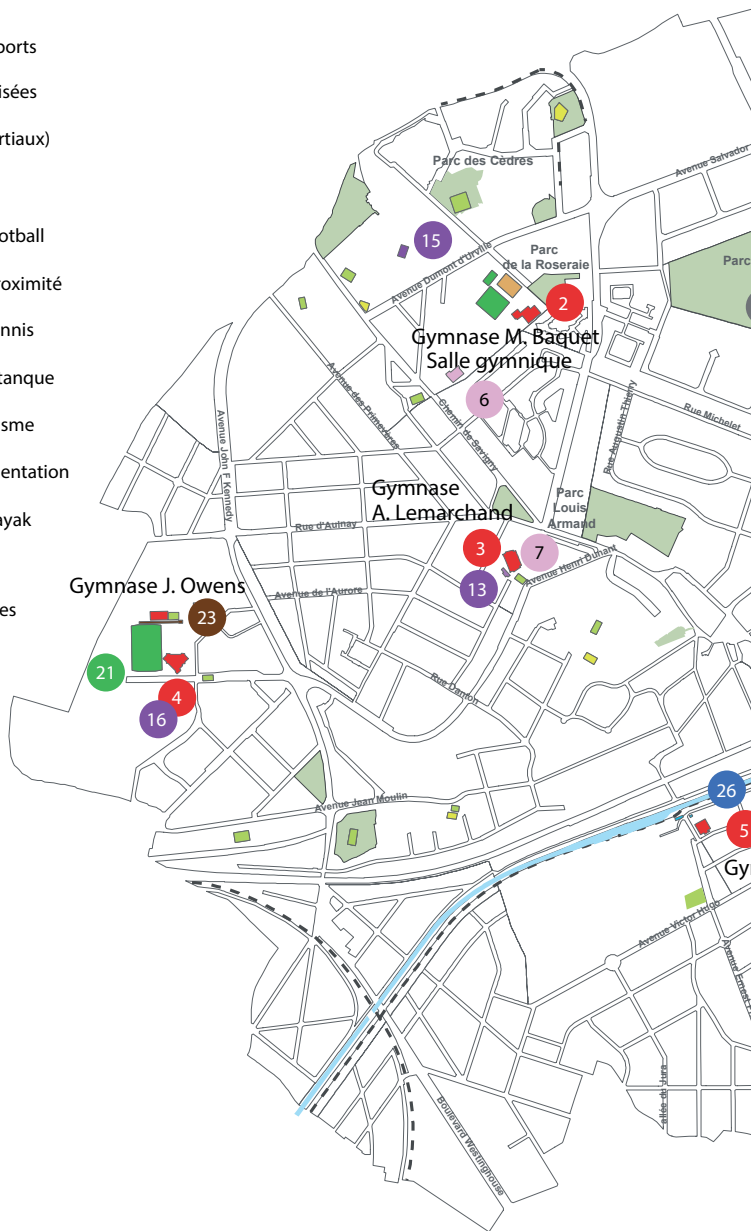 ports
isées
rtiaux)
otball
roximité
nnis
tanque
sme
entation
ayak
es
Parc des Cèdres
Avenue Salvador
15
Avenue Dumont d'Urville
Parc
de la Roseraie
Parc
2
Gymnase M. Baquet
Salle gymnique
6
Avenue des Primevères
Chemin de Savigny
Rue Augustin Thierry
Rue Michelet
Avenue John F Kennedy
Gymnase
A. Lemarchand
Parc
Louis
Armand
Rue d'Aulnay
3
7
Avenue Henri Dunant
13
Avenue de l'Aurore
Gymnase J. Owens
23
21
4
16
Rue Danton
26
Avenue Jean Moulin
5
Gy
Avenue Victor Hugo
Avenue Ernest
allée du Jura
Boulevard Westinghouse